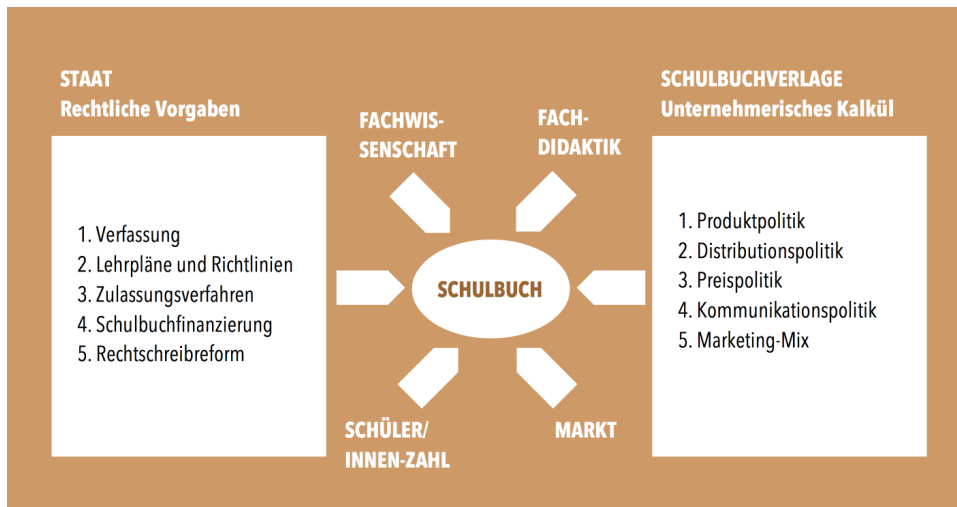 STAAT
Rechtliche Vorgaben
1. Verfassung
2. Lehrpläne und Richtlinien
3. Zulassungsverfahren
4. Schulbuchfinanzierung
5. Rechtschreibreform
FACHWIS-
SENSCHAFT
FACH-
DIDAKTIK
SCHULBUCH
SCHÜLER/
INNEN-ZAHL
MARKT
SCHULBUCHVERLAGE
Unternehmerisches Kalkül
1. Produktpolitik
2. Distributionspolitik
3. Preispolitik
4. Kommunikationspolitik
5. Marketing-Mix